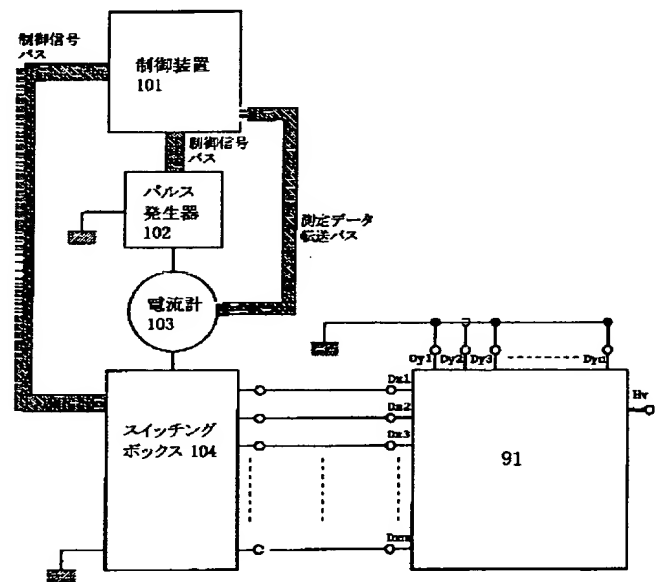 制御信号
バス
制御装置
101
制御信号
バス
パルス
発生器
102
測定データ
転送バス
電流計
103
Dy1 Dy2 Dy3 Dyn
Hv
Dx1
Dx2
Dx3
スイッチング
ボックス 104
91
Dxm